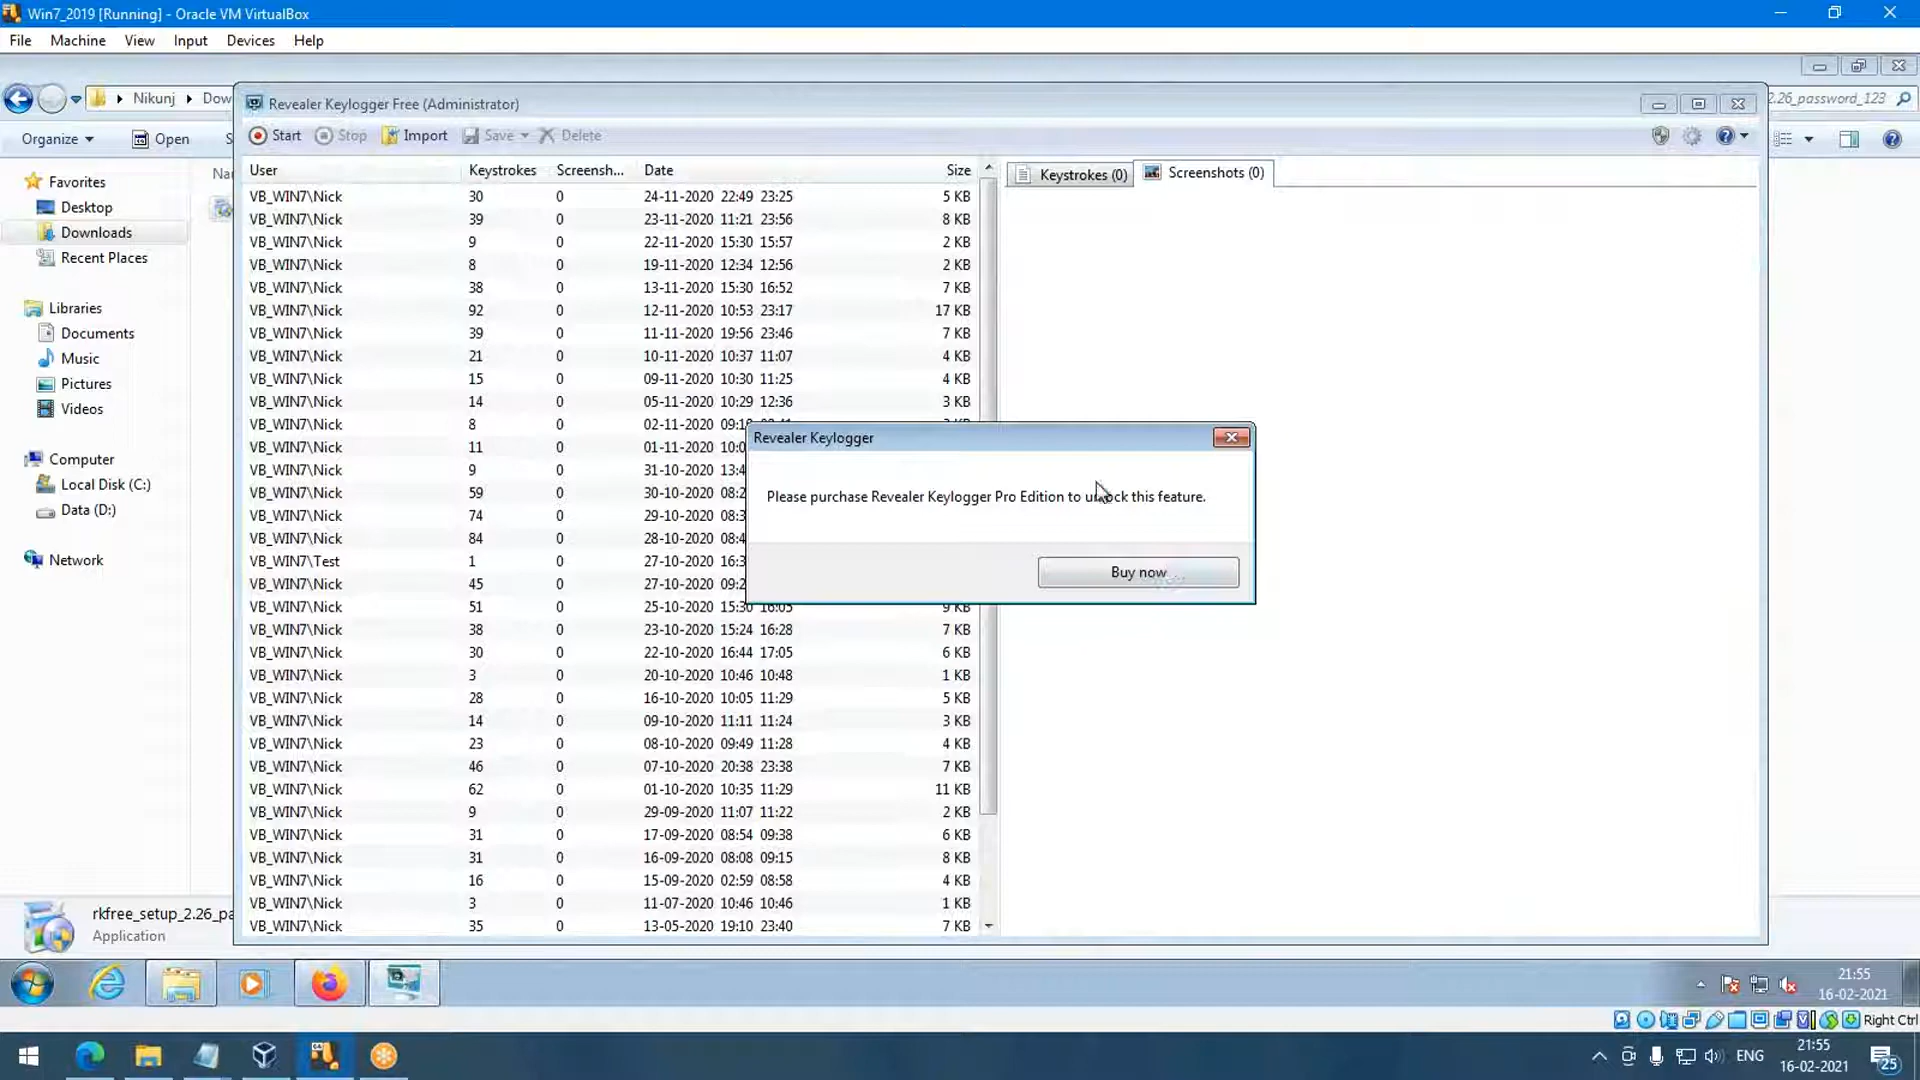 Win7_2019 [Running] - Oracle VM VirtualBox
File Machine View Input Devices Help
Nikunj Dow
2.26_password_123
Organize Open S
Revealer Keylogger Free (Administrator)
Start Stop Import Save Delete
Favorites
Desktop
Downloads
Recent Places
Libraries
Documents
Music
Pictures
Videos
Computer
Local Disk (C:)
Data (D:)
Network
Na
User Keystrokes Screensh... Date Size
VB_WIN7\Nick 30 0 24-11-2020 22:49 23:25 5 KB
VB_WIN7\Nick 39 0 23-11-2020 11:21 23:56 8 KB
VB_WIN7\Nick 9 0 22-11-2020 15:30 15:57 2 KB
VB_WIN7\Nick 8 0 19-11-2020 12:34 12:56 2 KB
VB_WIN7\Nick 38 0 13-11-2020 15:30 16:52 7 KB
VB_WIN7\Nick 92 0 12-11-2020 10:53 23:17 17 KB
VB_WIN7\Nick 39 0 11-11-2020 19:56 23:46 7 KB
VB_WIN7\Nick 21 0 10-11-2020 10:37 11:07 4 KB
VB_WIN7\Nick 15 0 09-11-2020 10:30 11:25 4 KB
VB_WIN7\Nick 14 0 05-11-2020 10:29 12:36 3 KB
VB_WIN7\Nick 8 0 02-11-2020
VB_WIN7\Nick 11 0 01-11-2020
VB_WIN7\Nick 9 0 31-10-2020
VB_WIN7\Nick 59 0 30-10-2020
VB_WIN7\Nick 74 0 29-10-2020
VB_WIN7\Nick 84 0 28-10-2020
VB_WIN7\Test 1 0 27-10-2020
VB_WIN7\Nick 45 0 27-10-2020
VB_WIN7\Nick 51 0 25-10-2020 15:30 16:05 9 KB
VB_WIN7\Nick 38 0 23-10-2020 15:24 16:28 7 KB
VB_WIN7\Nick 30 0 22-10-2020 16:44 17:05 6 KB
VB_WIN7\Nick 3 0 20-10-2020 10:46 10:48 1 KB
VB_WIN7\Nick 28 0 16-10-2020 10:05 11:29 5 KB
VB_WIN7\Nick 14 0 09-10-2020 11:11 11:24 3 KB
VB_WIN7\Nick 23 0 08-10-2020 09:49 11:28 4 KB
VB_WIN7\Nick 46 0 07-10-2020 20:38 23:38 7 KB
VB_WIN7\Nick 62 0 01-10-2020 10:35 11:29 11 KB
VB_WIN7\Nick 9 0 29-09-2020 11:07 11:22 2 KB
VB_WIN7\Nick 31 0 17-09-2020 08:54 09:38 6 KB
VB_WIN7\Nick 31 0 16-09-2020 08:08 09:15 8 KB
VB_WIN7\Nick 16 0 15-09-2020 02:59 08:58 4 KB
VB_WIN7\Nick 3 0 11-07-2020 10:46 10:46 1 KB
VB_WIN7\Nick 35 0 13-05-2020 19:10 23:40 7 KB
Keystrokes (0) Screenshots (0)
Revealer Keylogger
Please purchase Revealer Keylogger Pro Edition to unlock this feature.
Buy now
rkfree_setup_2.26_pa
Application
21:55
16-02-2021
Right Ctrl
ENG
21:55
16-02-2021
25